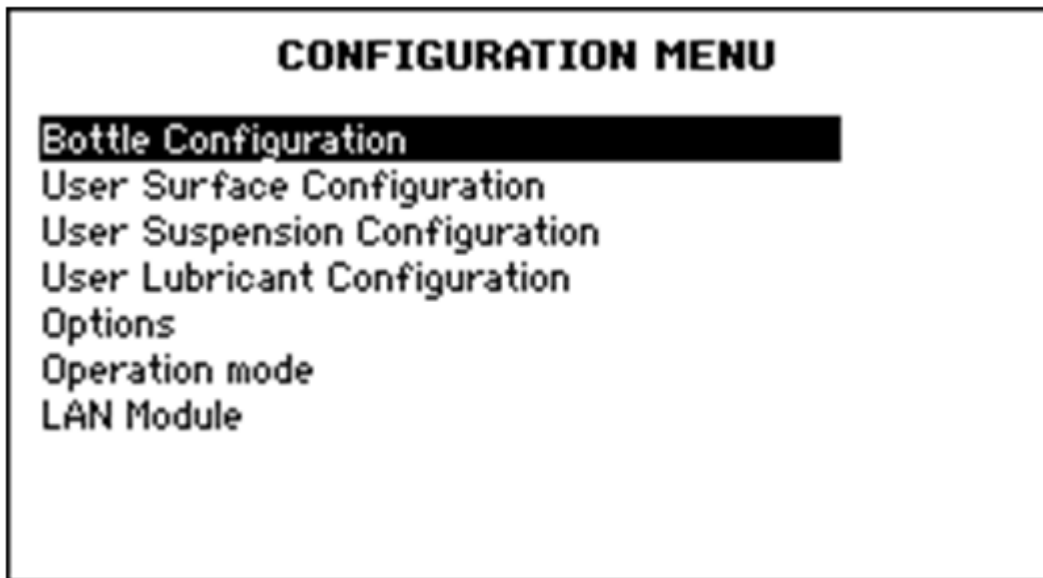 CONFIGURATION MENU
Bottle Configuration
User Surface Configuration
User Suspension Configuration
User Lubricant Configuration
Options
Operation mode
LAN Module